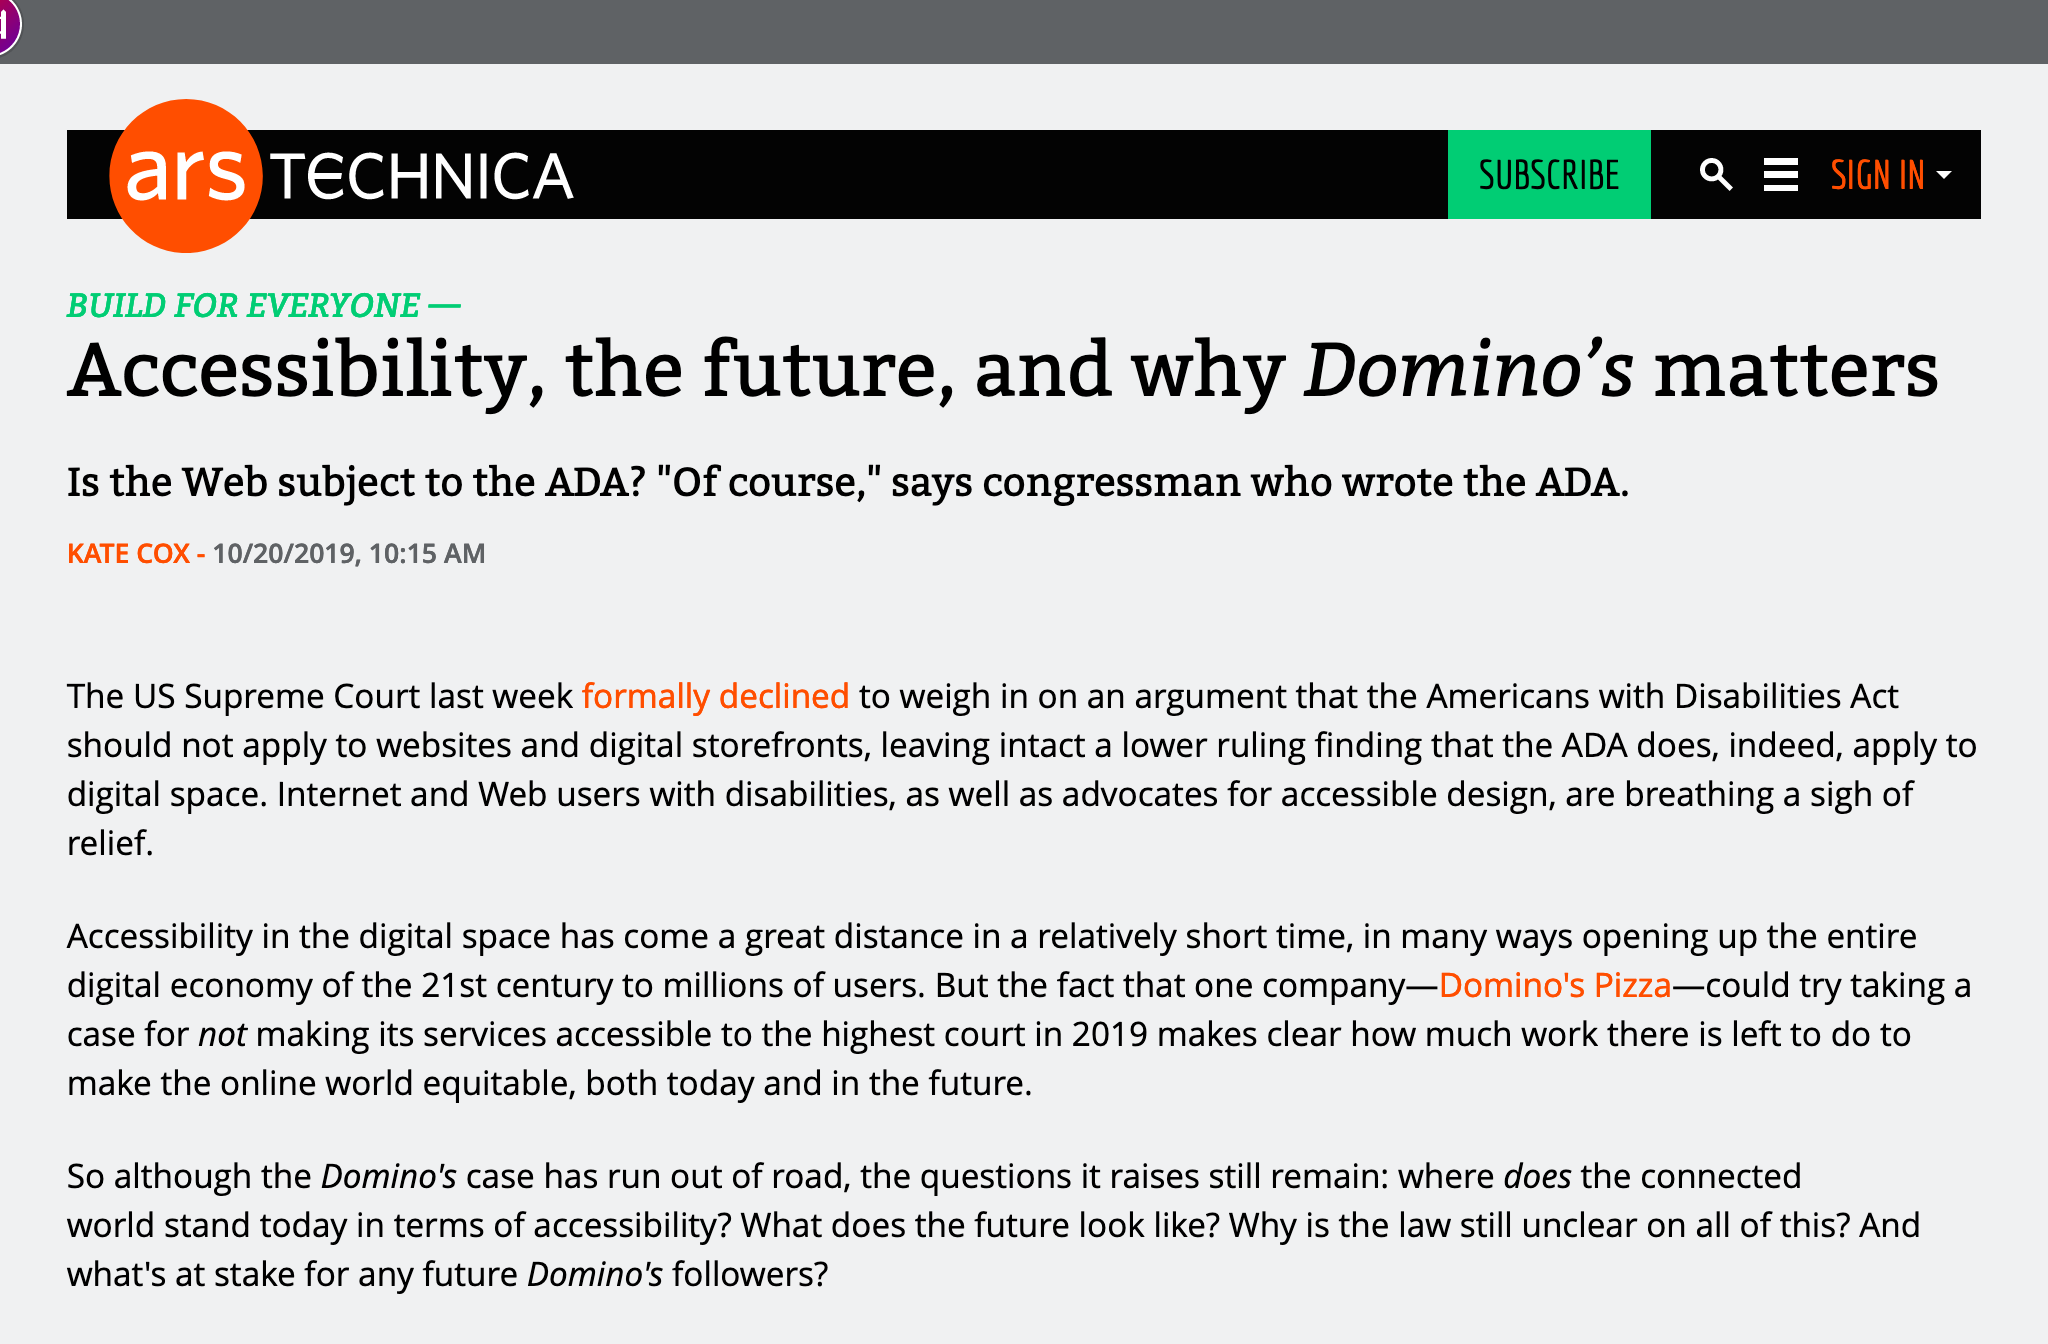 ars TECHNICA
SUBSCRIBE
SIGN IN
BUILD FOR EVERYONE —
Accessibility, the future, and why Domino’s matters
Is the Web subject to the ADA? "Of course," says congressman who wrote the ADA.
KATE COX - 10/20/2019, 10:15 AM
The US Supreme Court last week formally declined to weigh in on an argument that the Americans with Disabilities Act
should not apply to websites and digital storefronts, leaving intact a lower ruling finding that the ADA does, indeed, apply to
digital space. Internet and Web users with disabilities, as well as advocates for accessible design, are breathing a sigh of
relief.
Accessibility in the digital space has come a great distance in a relatively short time, in many ways opening up the entire
digital economy of the 21st century to millions of users. But the fact that one company—Domino's Pizza—could try taking a
case for not making its services accessible to the highest court in 2019 makes clear how much work there is left to do to
make the online world equitable, both today and in the future.
So although the Domino's case has run out of road, the questions it raises still remain: where does the connected
world stand today in terms of accessibility? What does the future look like? Why is the law still unclear on all of this? And
what's at stake for any future Domino's followers?